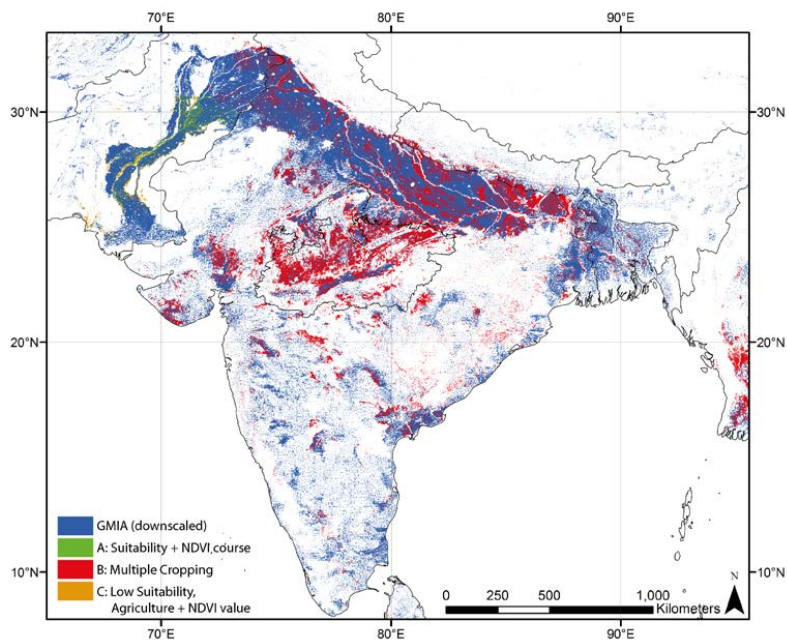 70°E 80°E 90°E
30°N 30°N
20°N 20°N
10°N 10°N
GMIA (downscaled)
A: Suitability + NDVI course
B: Multiple Cropping
C: Low Suitability,
Agriculture + NDVI value
N
0 250 500 1,000
Kilometers
70°E 80°E 90°E